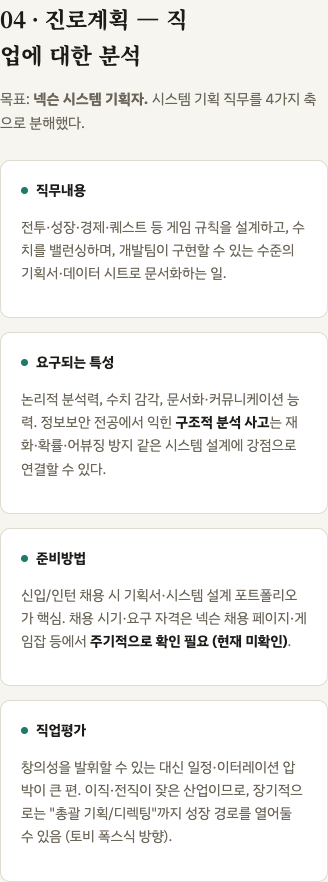 04 · 진로계획 — 직
업에 대한 분석
목표: 넥슨 시스템 기획자. 시스템 기획 직무를 4가지 축
으로 분해했다.
직무내용
전투·성장·경제·퀘스트 등 게임 규칙을 설계하고, 수
치를 밸런싱하며, 개발팀이 구현할 수 있는 수준의
기획서·데이터 시트로 문서화하는 일.
요구되는 특성
논리적 분석력, 수치 감각, 문서화·커뮤니케이션 능
력. 정보보안 전공에서 익힌 구조적 분석 사고는 재
화·확률·어뷰징 방지 같은 시스템 설계에 강점으로
연결할 수 있다.
준비방법
신입/인턴 채용 시 기획서·시스템 설계 포트폴리오
가 핵심. 채용 시기·요구 자격은 넥슨 채용 페이지·게
임잡 등에서 주기적으로 확인 필요 (현재 미확인).
직업평가
창의성을 발휘할 수 있는 대신 일정·이터레이션 압
박이 큰 편. 이직·전직이 잦은 산업이므로, 장기적으
로는 "총괄 기획/디렉팅"까지 성장 경로를 열어둘
수 있음 (토비 폭스식 방향).